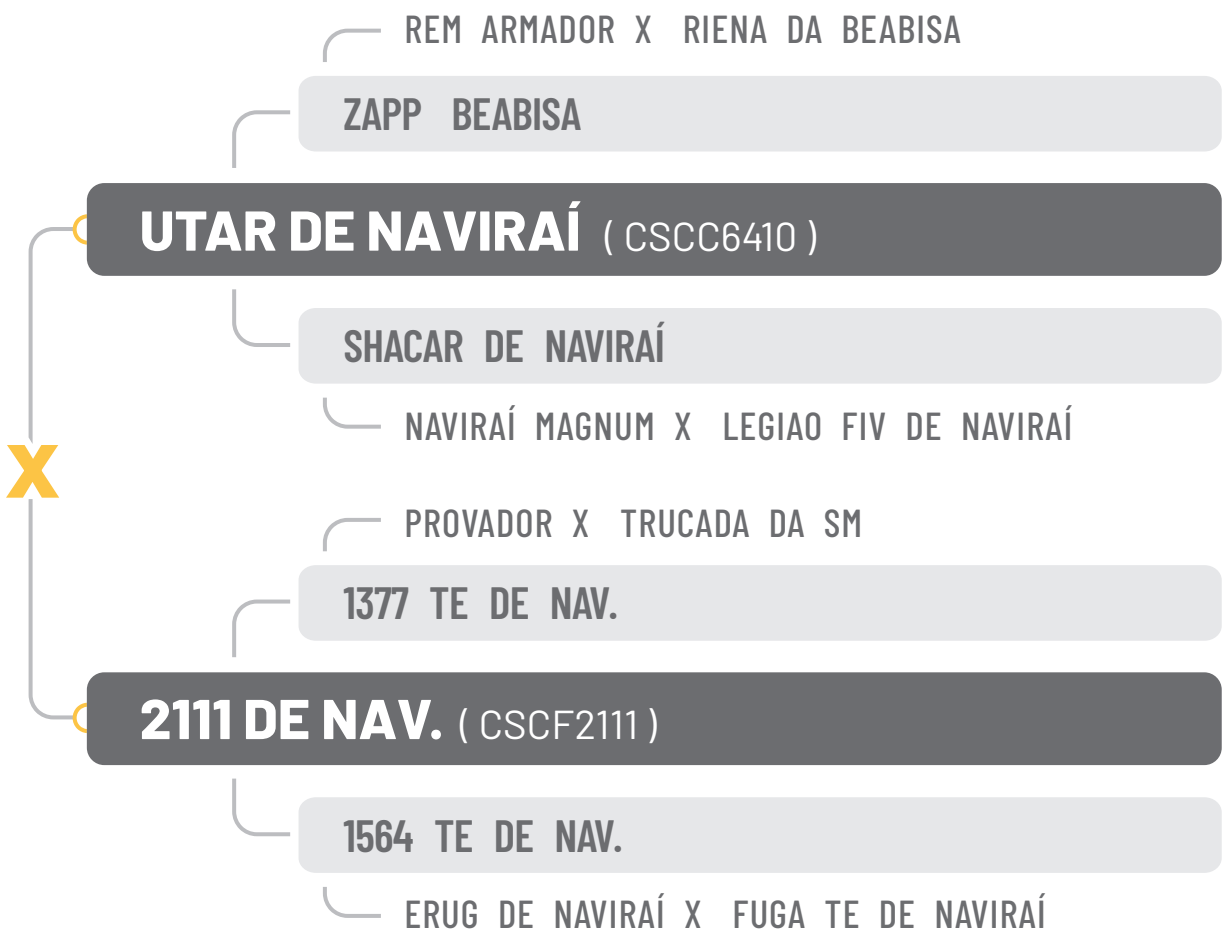 REM ARMADOR X RIENA DA BEABISA
ZAPP BEABISA
UTAR DE NAVIRAÍ ( CSCC6410 )
SHACAR DE NAVIRAÍ
NAVIRAÍ MAGNUM X LEGIAO FIV DE NAVIRAÍ
X
PROVADOR X TRUCADA DA SM
1377 TE DE NAV.
2111 DE NAV. ( CSCF2111 )
1564 TE DE NAV.
ERUG DE NAVIRAÍ X FUGA TE DE NAVIRAÍ